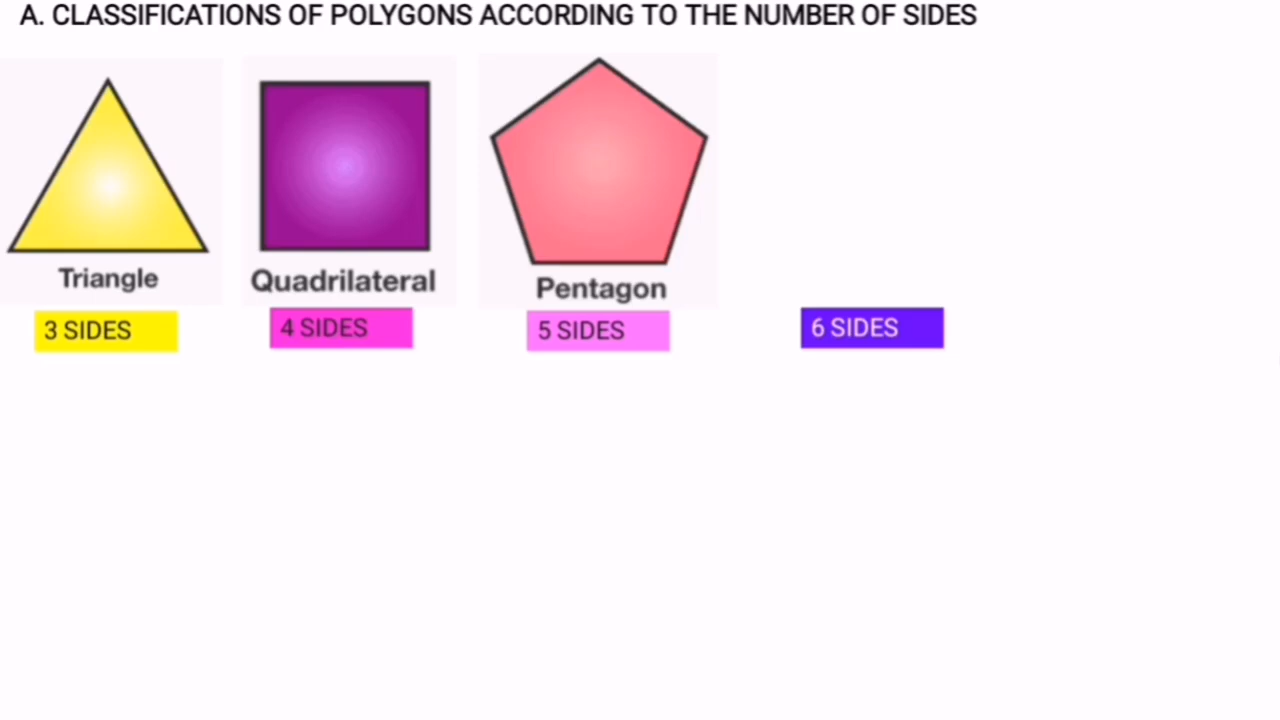 A. CLASSIFICATIONS OF POLYGONS ACCORDING TO THE NUMBER OF SIDES
Triangle
Quadrilateral
Pentagon
3 SIDES
4 SIDES
5 SIDES
6 SIDES